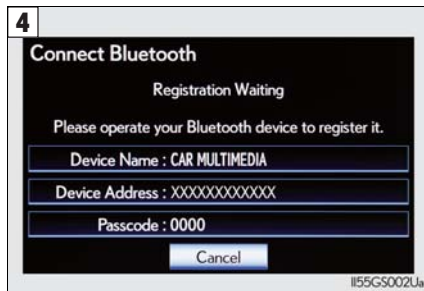 4
Connect Bluetooth
Registration Waiting
Please operate your Bluetooth device to register it.
Device Name : CAR MULTIMEDIA
Device Address : XXXXXXXXXXXX
Passcode : 0000
Cancel
II55GS002Ua